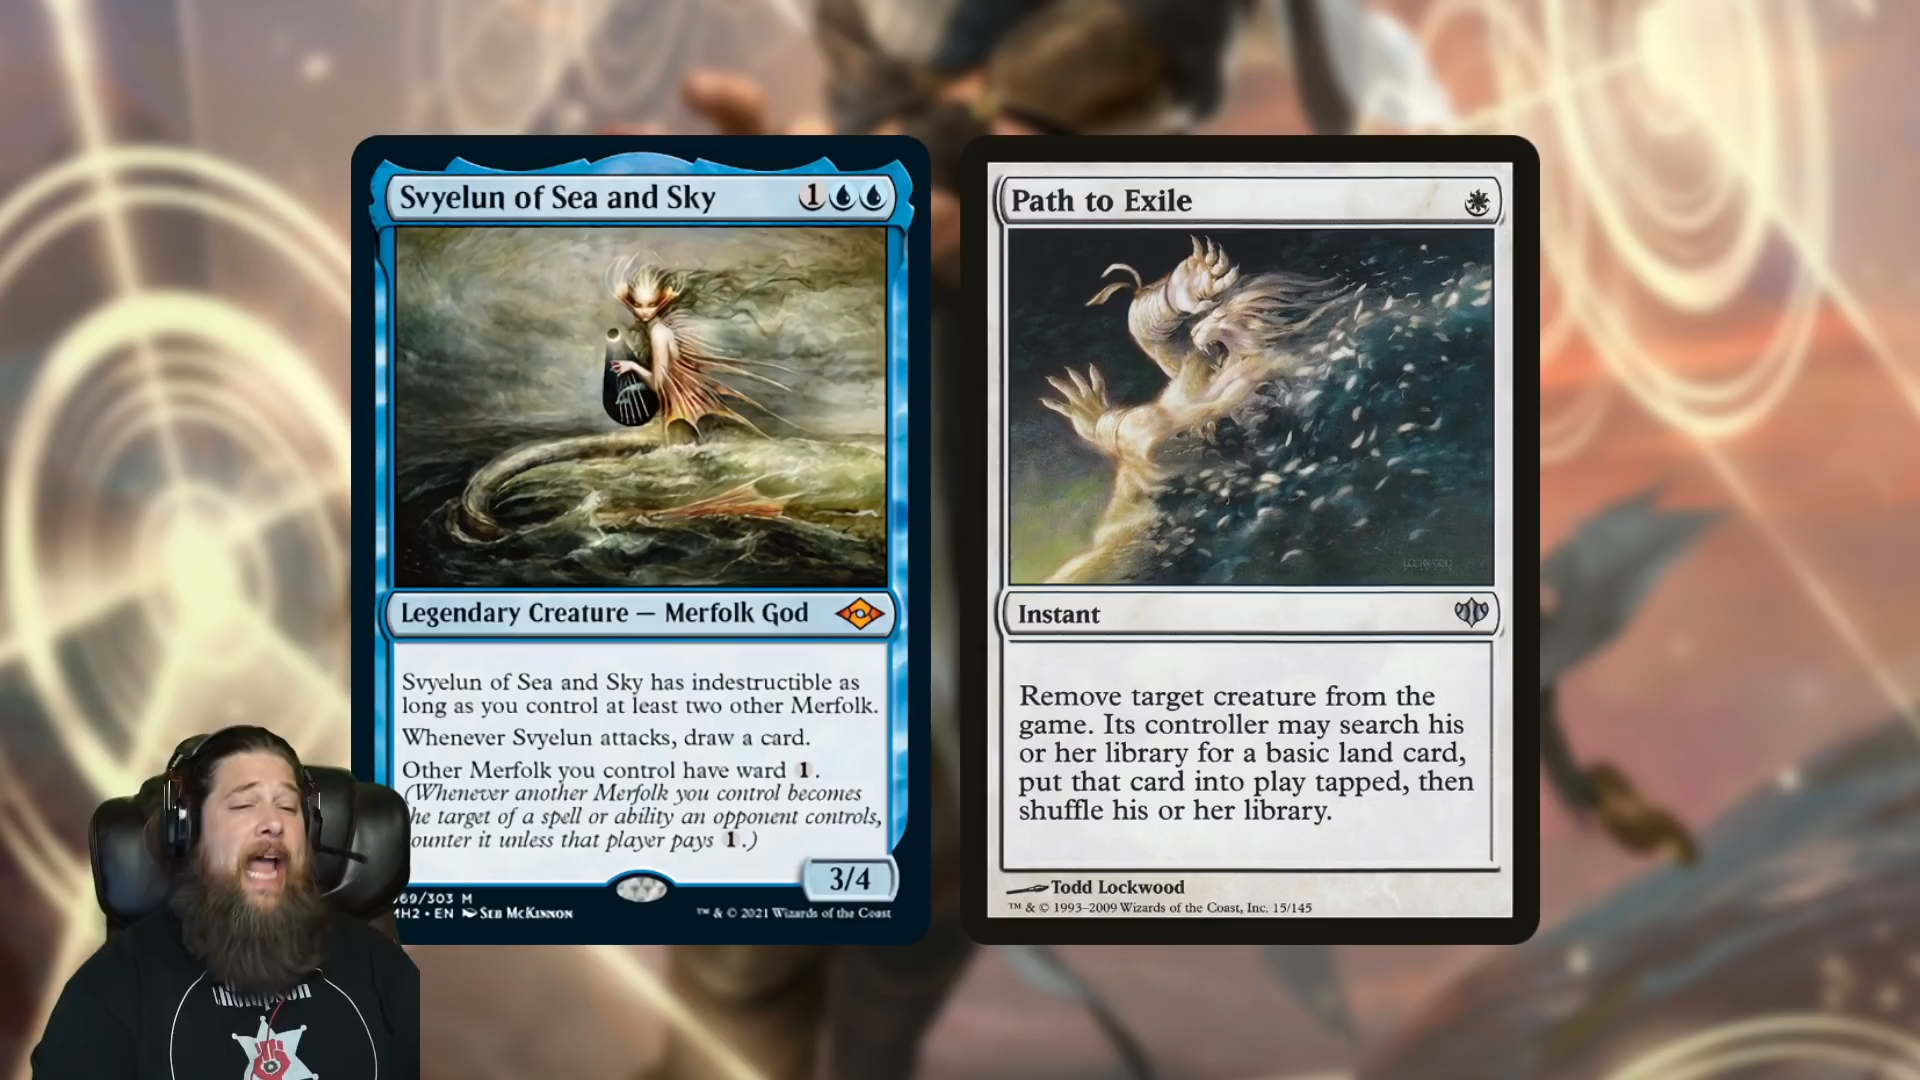 Svyelun of Sea and Sky 1
Legendary Creature — Merfolk God
Svyelun of Sea and Sky has indestructible as
long as you control at least two other Merfolk.
Whenever Svyelun attacks, draw a card.
Other Merfolk you control have ward 1.
(Whenever another Merfolk you control becomes
he target of a spell or ability an opponent controls,
ounter it unless that player pays 1.)
3/4
69/303 M
MH2 • EN Seb McKinnon
™ & © 2021 Wizards of the Coast
Path to Exile
LOCKWOOD
Instant
Remove target creature from the
game. Its controller may search his
or her library for a basic land card,
put that card into play tapped, then
shuffle his or her library.
Todd Lockwood
™ & © 1993–2009 Wizards of the Coast, Inc. 15/145
thompson